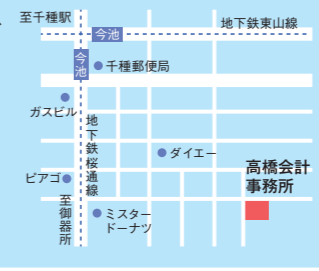 至千種駅
地下鉄東山線
今池
今池
千種郵便局
ガスビル
地下鉄桜通線
ダイエー
ピアゴ
高橋会計
事務所
至御器所
ミスター
ドーナツ